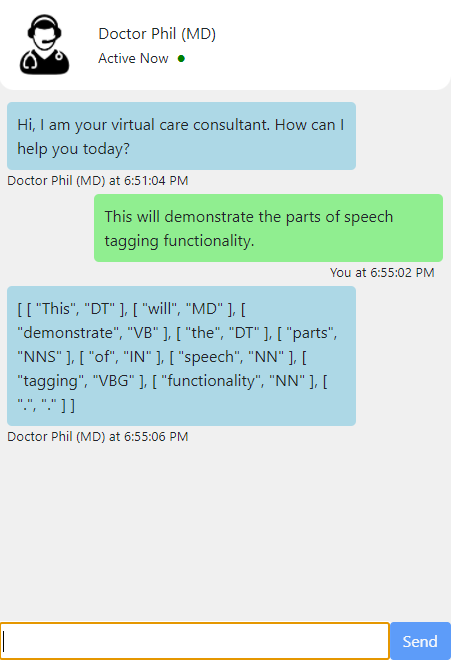 Doctor Phil (MD)
Active Now
Hi, I am your virtual care consultant. How can I
help you today?
Doctor Phil (MD) at 6:51:04 PM
This will demonstrate the parts of speech
tagging functionality.
You at 6:55:02 PM
[ [ "This", "DT" ], [ "will", "MD" ], [
"demonstrate", "VB" ], [ "the", "DT" ], [ "parts",
"NNS" ], [ "of", "IN" ], [ "speech", "NN" ], [
"tagging", "VBG" ], [ "functionality", "NN" ], [
".", "." ] ]
Doctor Phil (MD) at 6:55:06 PM
Send